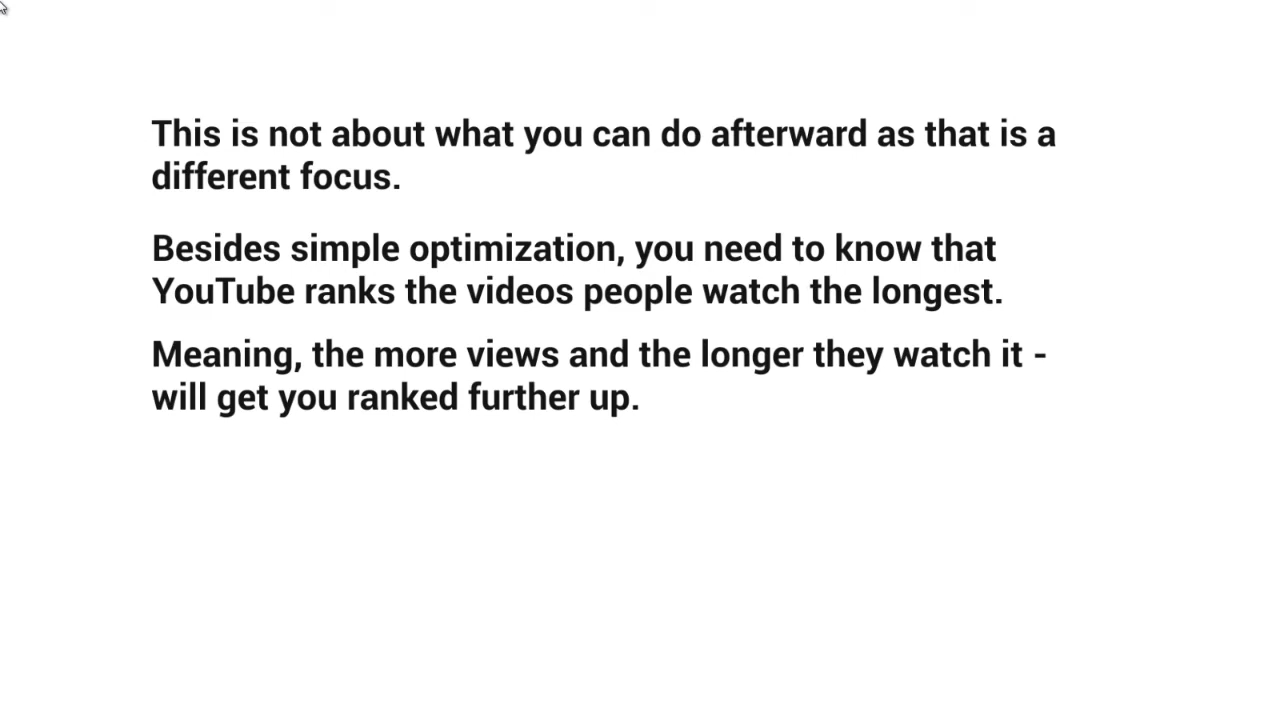 This is not about what you can do afterward as that is a
different focus.
Besides simple optimization, you need to know that
YouTube ranks the videos people watch the longest.
Meaning, the more views and the longer they watch it -
will get you ranked further up.